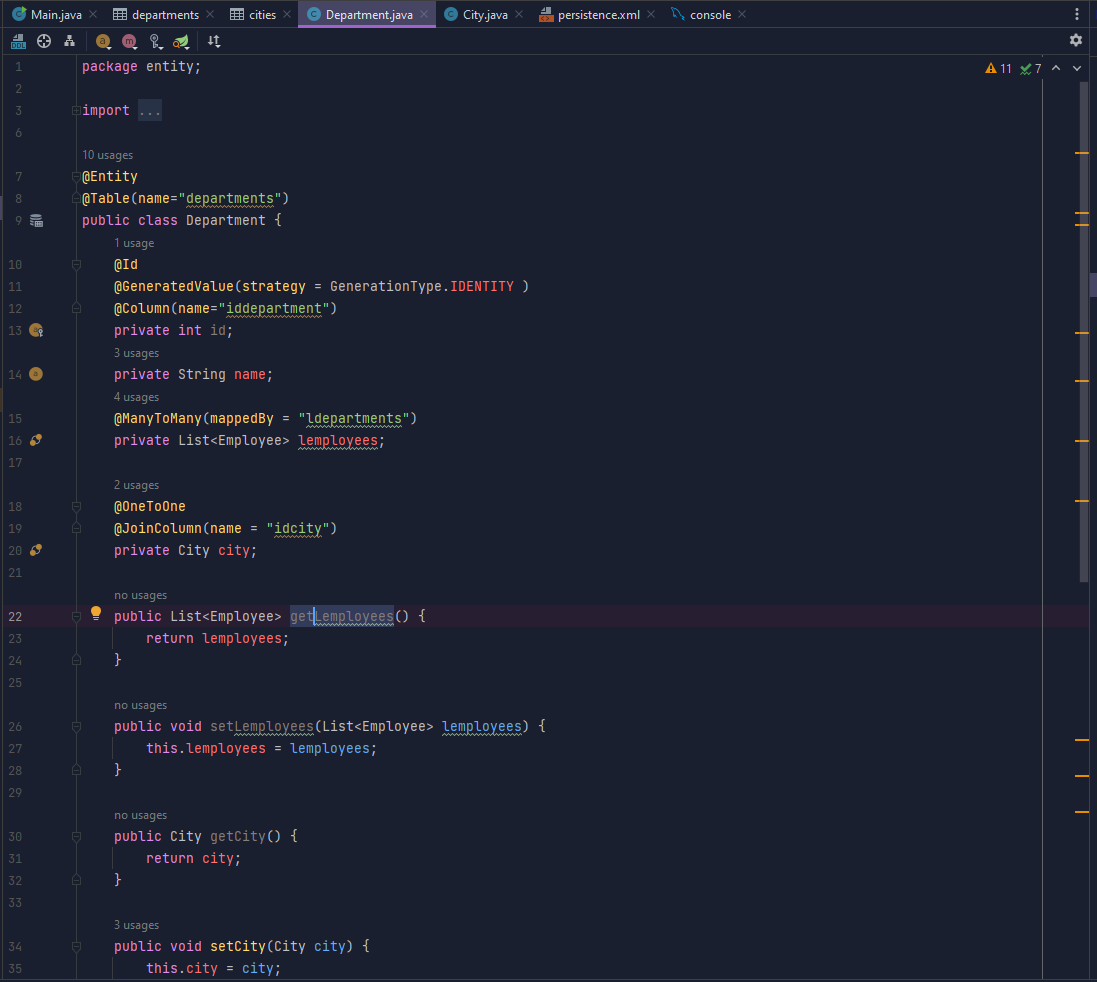 Main.java departments cities Department.java City.java persistence.xml console
11 7
1 package entity;
2
3 import ...
6
10 usages
7 @Entity
8 @Table(name="departments")
9 public class Department {
1 usage
10 @Id
11 @GeneratedValue(strategy = GenerationType.IDENTITY )
12 @Column(name="iddepartment")
13 private int id;
3 usages
14 private String name;
4 usages
15 @ManyToMany(mappedBy = "ldepartments")
16 private List<Employee> lemployees;
17
2 usages
18 @OneToOne
19 @JoinColumn(name = "idcity")
20 private City city;
21
no usages
22 public List<Employee> getLemployees() {
23 return lemployees;
24 }
25
no usages
26 public void setLemployees(List<Employee> lemployees) {
27 this.lemployees = lemployees;
28 }
29
no usages
30 public City getCity() {
31 return city;
32 }
33
3 usages
34 public void setCity(City city) {
35 this.city = city;